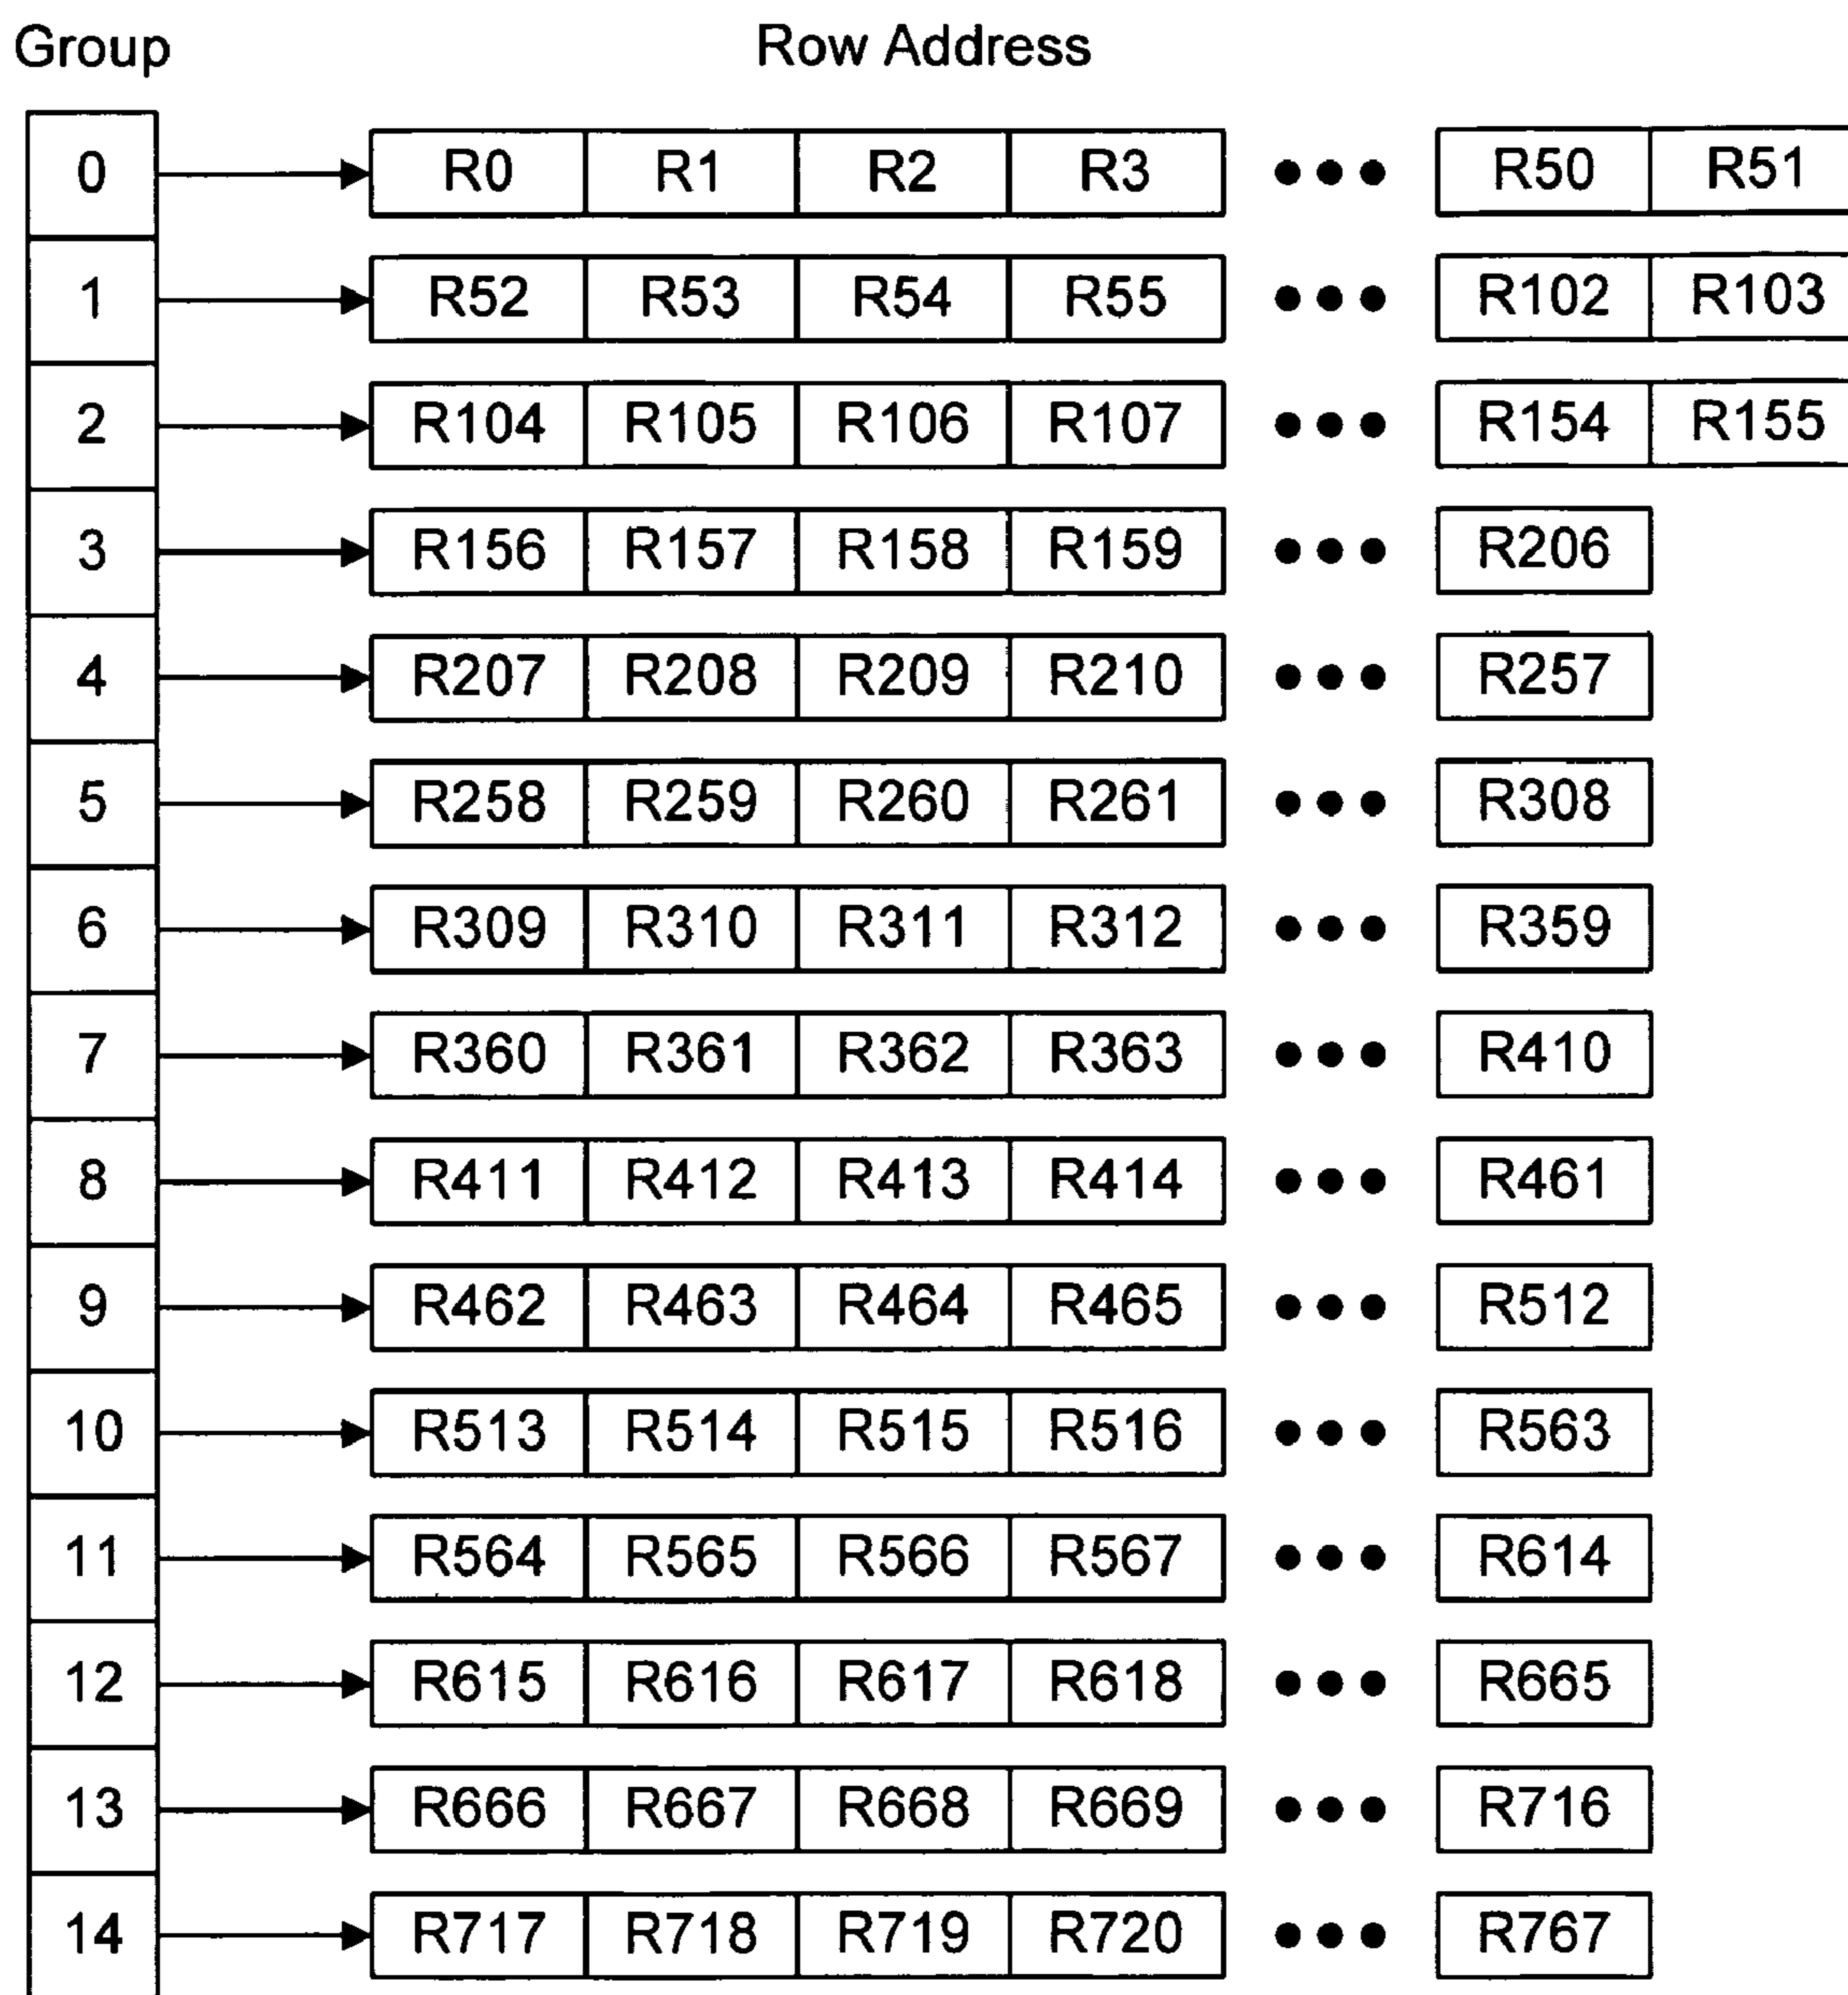 Group Row Address
0 R0 R1 R2 R3 ●●● R50 R51
1 R52 R53 R54 R55 ●●● R102 R103
2 R104 R105 R106 R107 ●●● R154 R155
3 R156 R157 R158 R159 ●●● R206
4 R207 R208 R209 R210 ●●● R257
5 R258 R259 R260 R261 ●●● R308
6 R309 R310 R311 R312 ●●● R359
7 R360 R361 R362 R363 ●●● R410
8 R411 R412 R413 R414 ●●● R461
9 R462 R463 R464 R465 ●●● R512
10 R513 R514 R515 R516 ●●● R563
11 R564 R565 R566 R567 ●●● R614
12 R615 R616 R617 R618 ●●● R665
13 R666 R667 R668 R669 ●●● R716
14 R717 R718 R719 R720 ●●● R767